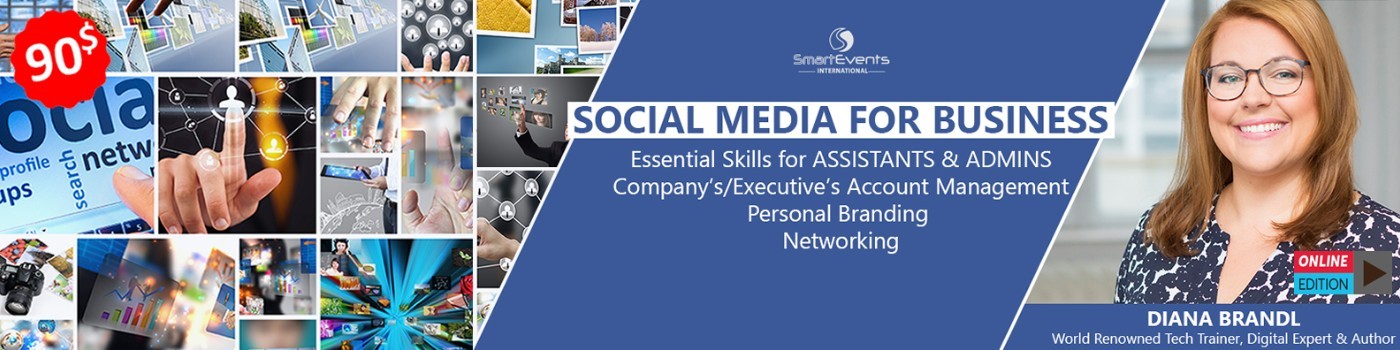 90$
Social
profile
search
netw
ups
SmartEvents
INTERNATIONAL
SOCIAL MEDIA FOR BUSINESS
Essential Skills for ASSISTANTS & ADMINS
Company's/Executive's Account Management
Personal Branding
Networking
ONLINE
EDITION
DIANA BRANDL
World Renowned Tech Trainer, Digital Expert & Author